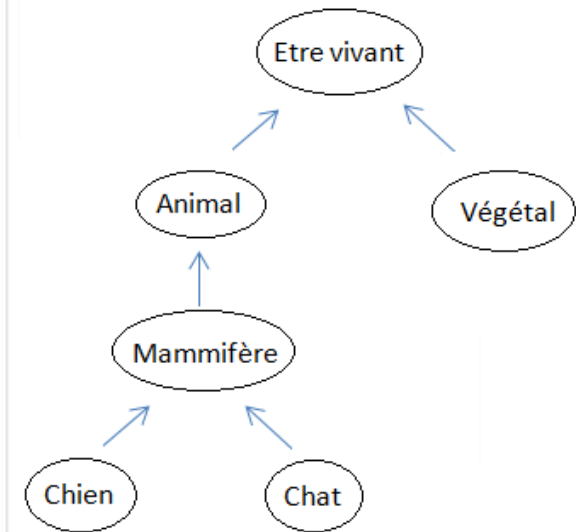 Etre vivant
Animal
Végétal
Mammifère
Chien
Chat